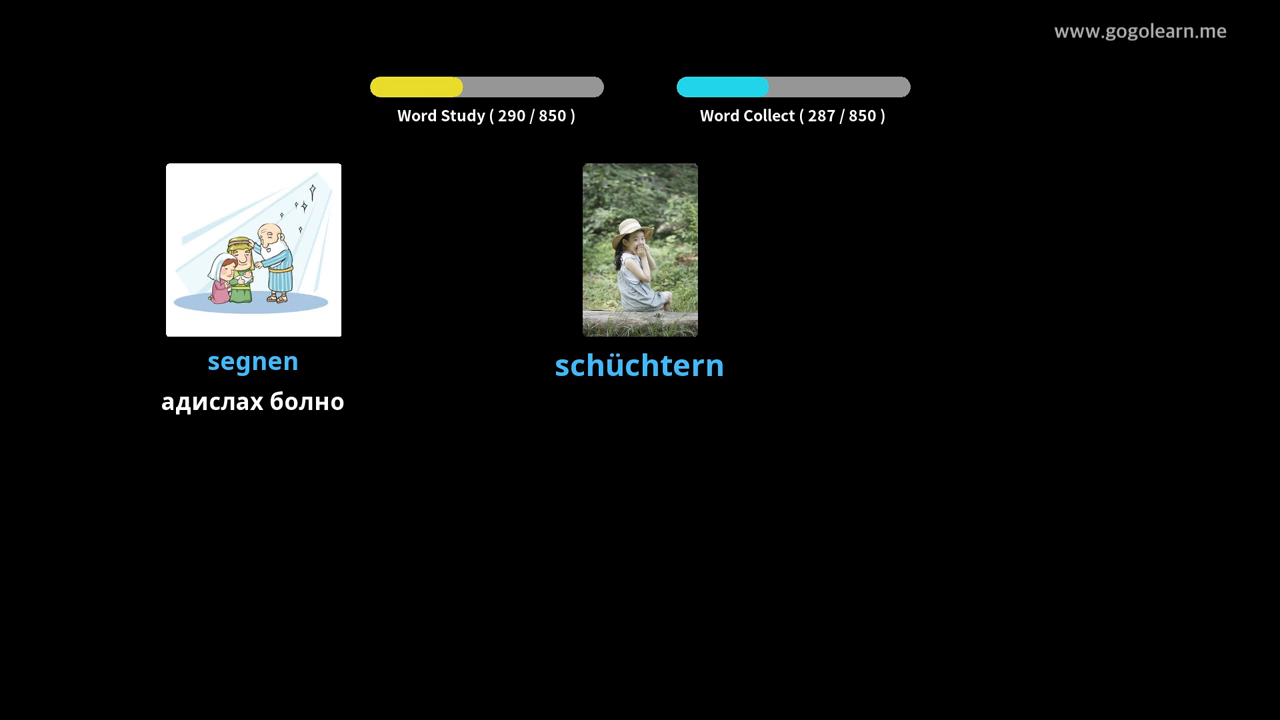 www.gogolearn.me
Word Study ( 290 / 850 )
Word Collect ( 287 / 850 )
segnen
адислах болно
schüchtern